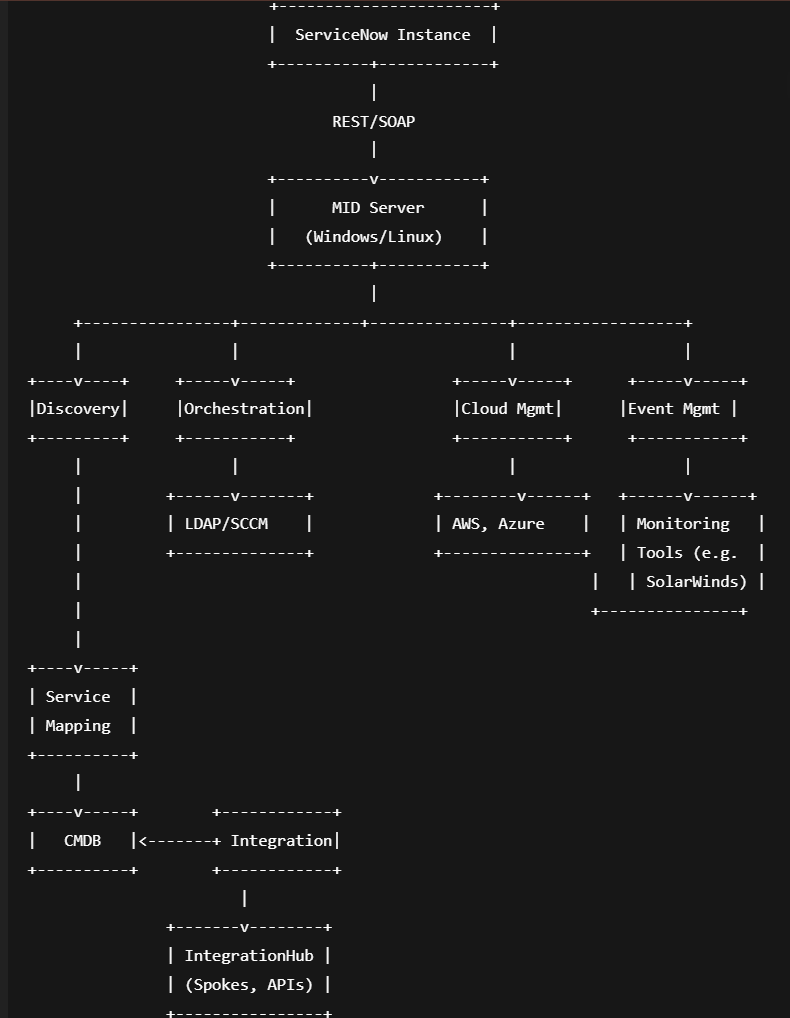 +------------------------+
|  ServiceNow Instance  |
+----------+------------+
|
REST/SOAP
|
+----------v-----------+
|      MID Server      |
|   (Windows/Linux)    |
+----------+-----------+
|
+----------------+-------------+---------------+------------------+
|                |                              |                  |
+----v----+     +-----v-----+                 +-----v-----+      +-----v-----+
|Discovery|     |Orchestration|               |Cloud Mgmt|      |Event Mgmt |
+---------+     +-----------+                 +-----------+      +-----------+
|                |                              |                  |
|         +-------v-------+             +---------v------+   +------v------+
|         | LDAP/SCCM    |             | AWS, Azure    |   | Monitoring   |
|         +--------------+             +---------------+   | Tools (e.g.  |
|                                                       |   | SolarWinds) |
|                                                       +---------------+
|
+----v-----+
| Service  |
| Mapping  |
+----------+
|
+----v-----+        +------------+
|   CMDB   |<-------+ Integration|
+----------+        +------------+
|
+-------v--------+
| IntegrationHub |
| (Spokes, APIs) |
+----------------+